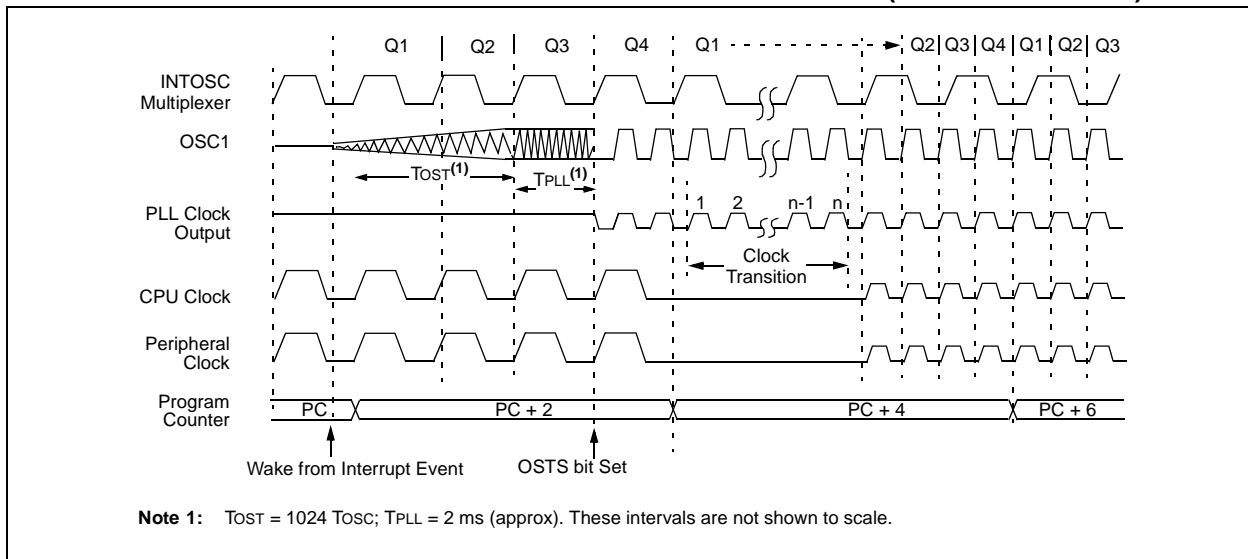 Q1 Q2 Q3 Q4 Q1 Q2 Q3 Q4 Q1 Q2 Q3
INTOSC
Multiplexer
OSC1
TOST(1) TPLL(1)
1 2 n-1 n
PLL Clock
Output
Clock
Transition
CPU Clock
Peripheral
Clock
Program
Counter
PC PC + 2 PC + 4 PC + 6
Wake from Interrupt Event OSTS bit Set
Note 1: TOST = 1024 TOSC; TPLL = 2 ms (approx). These intervals are not shown to scale.